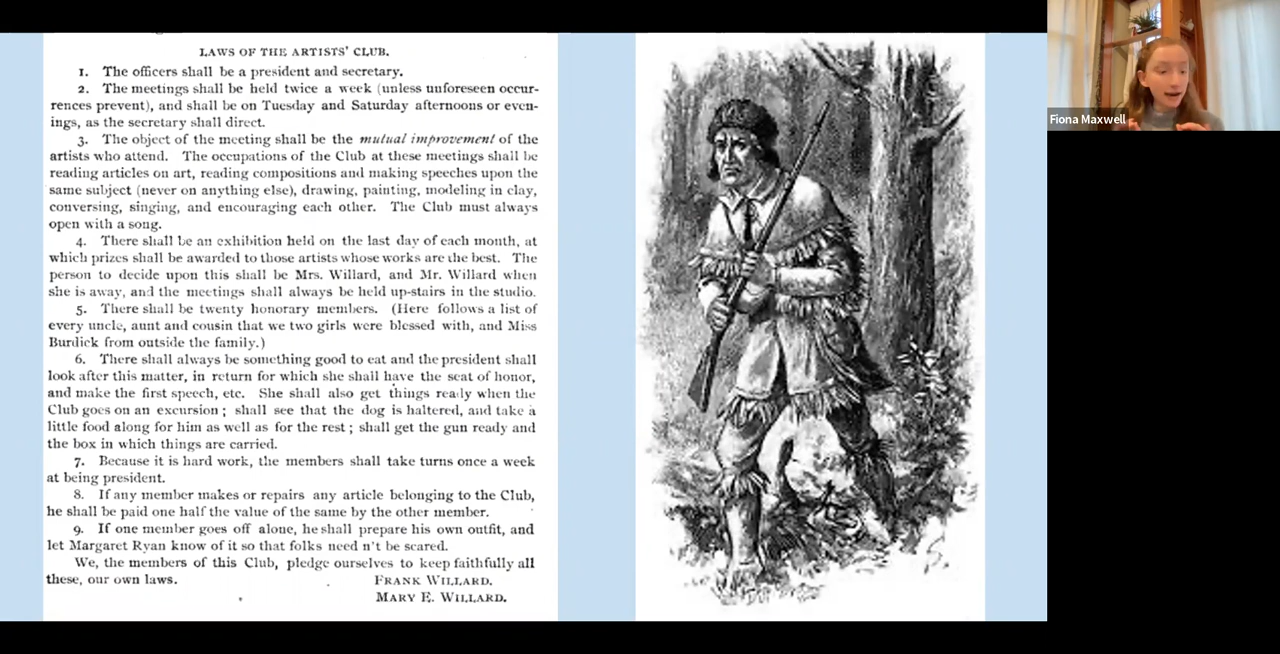 LAWS OF THE ARTISTS' CLUB.
1. The officers shall be a president and secretary.
2. The meetings shall be held twice a week (unless unforeseen occur-
rences prevent), and shall be on Tuesday and Saturday afternoons or even-
ings, as the secretary shall direct.
3. The object of the meeting shall be the mutual improvement of the
artists who attend. The occupations of the Club at these meetings shall be
reading articles on art, reading compositions and making speeches upon the
same subject (never on anything else), drawing, painting, modeling in clay,
conversing, singing, and encouraging each other. The Club must always
open with a song.
4. There shall be an exhibition held on the last day of each month, at
which prizes shall be awarded to those artists whose works are the best. The
person to decide upon this shall be Mrs. Willard, and Mr. Willard when
she is away, and the meetings shall always be held up-stairs in the studio.
5. There shall be twenty honorary members. (Here follows a list of
every uncle, aunt and cousin that we two girls were blessed with, and Miss
Burdick from outside the family.)
6. There shall always be something good to eat and the president shall
look after this matter, in return for which she shall have the seat of honor,
and make the first speech, etc. She shall also get things ready when the
Club goes on an excursion; shall see that the dog is haltered, and take a
little food along for him as well as for the rest; shall get the gun ready and
the box in which things are carried.
7. Because it is hard work, the members shall take turns once a week
at being president.
8. If any member makes or repairs any article belonging to the Club,
he shall be paid one half the value of the same by the other member.
9. If one member goes off alone, he shall prepare his own outfit, and
let Margaret Ryan know of it so that folks need n't be scared.
We, the members of this Club, pledge ourselves to keep faithfully all
these, our own laws. FRANK WILLARD.
MARY E. WILLARD.
Fiona Maxwell